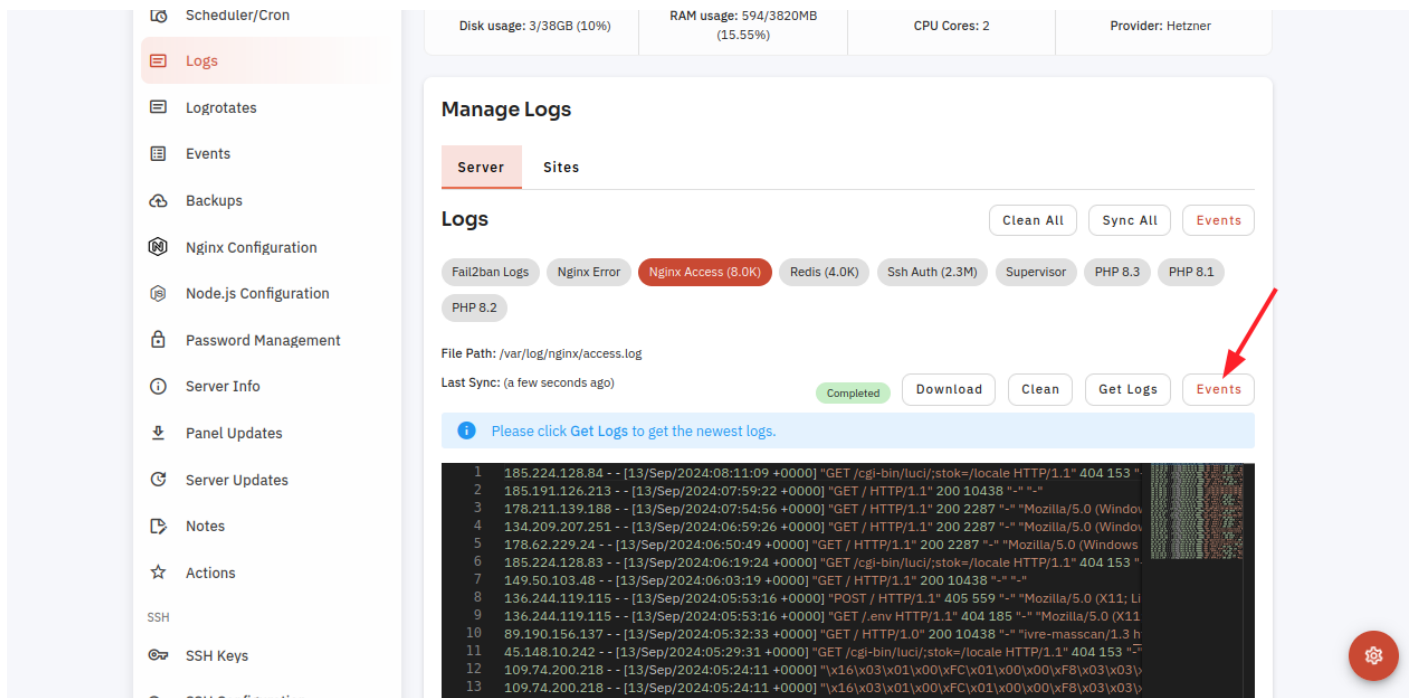 Scheduler/Cron
Logs
Logrotates
Events
Backups
Nginx Configuration
Node.js Configuration
Password Management
Server Info
Panel Updates
Server Updates
Notes
Actions
SSH
SSH Keys
Disk usage: 3/38GB (10%)
RAM usage: 594/3820MB
(15.55%)
CPU Cores: 2
Provider: Hetzner
Manage Logs
Server Sites
Logs
Clean All Sync All Events
Fail2ban Logs Nginx Error Nginx Access (8.0K) Redis (4.0K) Ssh Auth (2.3M) Supervisor PHP 8.3 PHP 8.1
PHP 8.2
File Path: /var/log/nginx/access.log
Last Sync: (a few seconds ago)
Completed Download Clean Get Logs Events
Please click Get Logs to get the newest logs.
1 185.224.128.84 - - [13/Sep/2024:08:11:09 +0000] "GET /cgi-bin/luci/;stok=/locale HTTP/1.1" 404 153 "-
2 185.191.126.213 - - [13/Sep/2024:07:59:22 +0000] "GET / HTTP/1.1" 200 10438 "-" "-"
3 178.211.139.188 - - [13/Sep/2024:07:54:56 +0000] "GET / HTTP/1.1" 200 2287 "-" "Mozilla/5.0 (Window
4 134.209.207.251 - - [13/Sep/2024:06:59:26 +0000] "GET / HTTP/1.1" 200 2287 "-" "Mozilla/5.0 (Window
5 178.62.229.24 - - [13/Sep/2024:06:50:49 +0000] "GET / HTTP/1.1" 200 2287 "-" "Mozilla/5.0 (Windows
6 185.224.128.83 - - [13/Sep/2024:06:19:24 +0000] "GET /cgi-bin/luci/;stok=/locale HTTP/1.1" 404 153 "-
7 149.50.103.48 - - [13/Sep/2024:06:03:19 +0000] "GET / HTTP/1.1" 200 10438 "-" "-"
8 136.244.119.115 - - [13/Sep/2024:05:53:16 +0000] "POST / HTTP/1.1" 405 559 "-" "Mozilla/5.0 (X11; Li
9 136.244.119.115 - - [13/Sep/2024:05:53:16 +0000] "GET /.env HTTP/1.1" 404 185 "-" "Mozilla/5.0 (X11
10 89.190.156.137 - - [13/Sep/2024:05:32:33 +0000] "GET / HTTP/1.0" 200 10438 "-" "ivre-masscan/1.3 h
11 45.148.10.242 - - [13/Sep/2024:05:29:31 +0000] "GET /cgi-bin/luci/;stok=/locale HTTP/1.1" 404 153 "-"
12 109.74.200.218 - - [13/Sep/2024:05:24:11 +0000] "\x16\x03\x01\x00\xFC\x01\x00\x00\xF8\x03\x03\
13 109.74.200.218 - - [13/Sep/2024:05:24:11 +0000] "\x16\x03\x01\x00\xFC\x01\x00\x00\xF8\x03\x03\